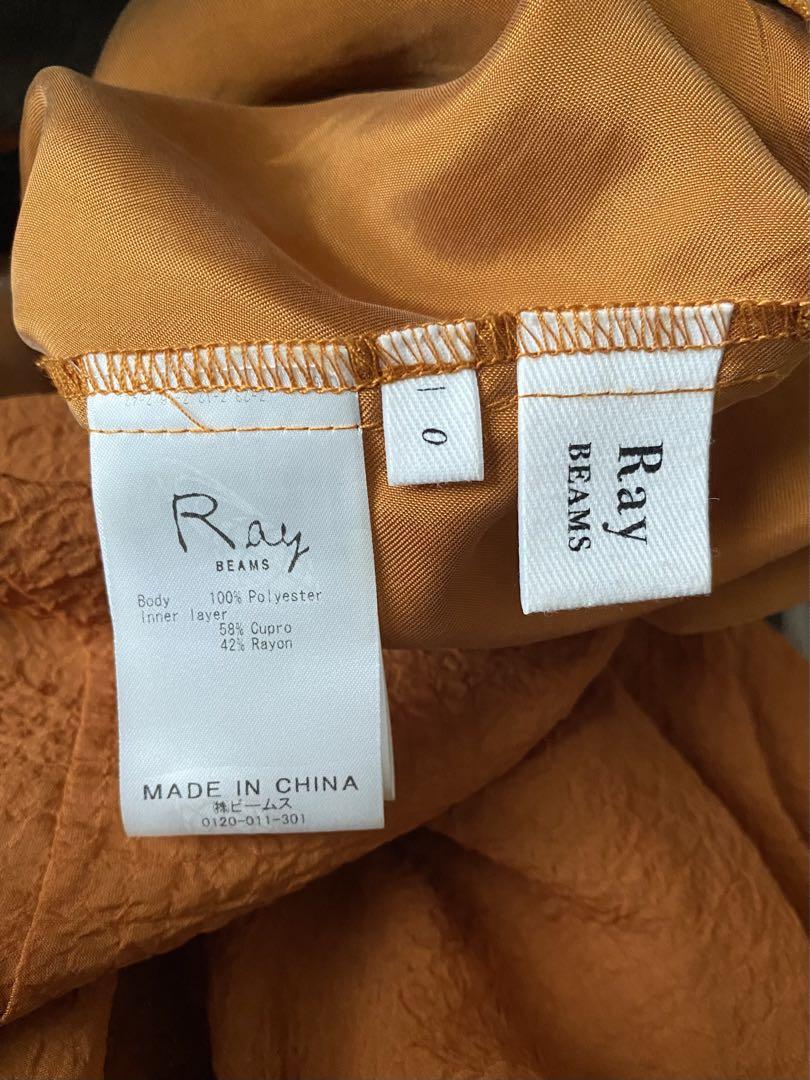 Ray
BEAMS
Body 100% Polyester
Inner layer
58% Cupro
42% Rayon
MADE IN CHINA
㈱ビームス
0120-011-301
0
Ray
BEAMS